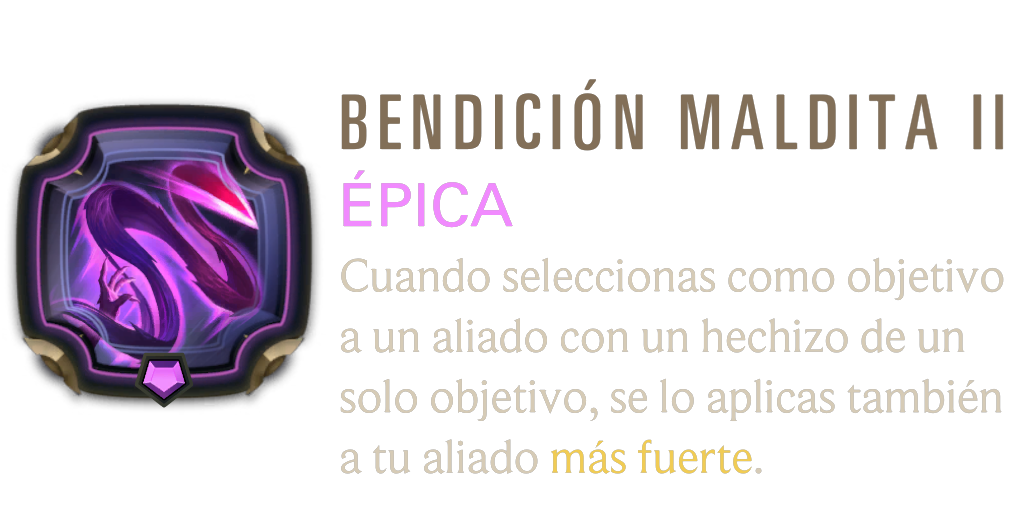 BENDICIÓN MALDITA II
ÉPICA
Cuando seleccionas como objetivo
a un aliado con un hechizo de un
solo objetivo, se lo aplicas también
a tu aliado más fuerte.